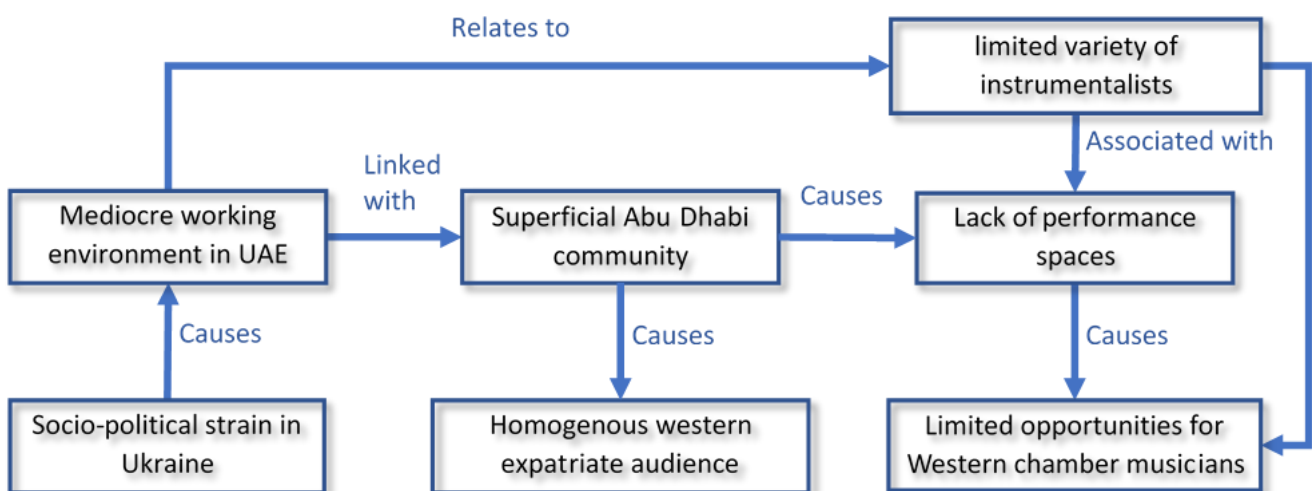 Relates to
limited variety of
instrumentalists
Associated with
Linked
with
Mediocre working
environment in UAE
Superficial Abu Dhabi
community
Causes
Lack of performance
spaces
Causes
Causes
Causes
Socio-political strain in
Ukraine
Homogenous western
expatriate audience
Limited opportunities for
Western chamber musicians